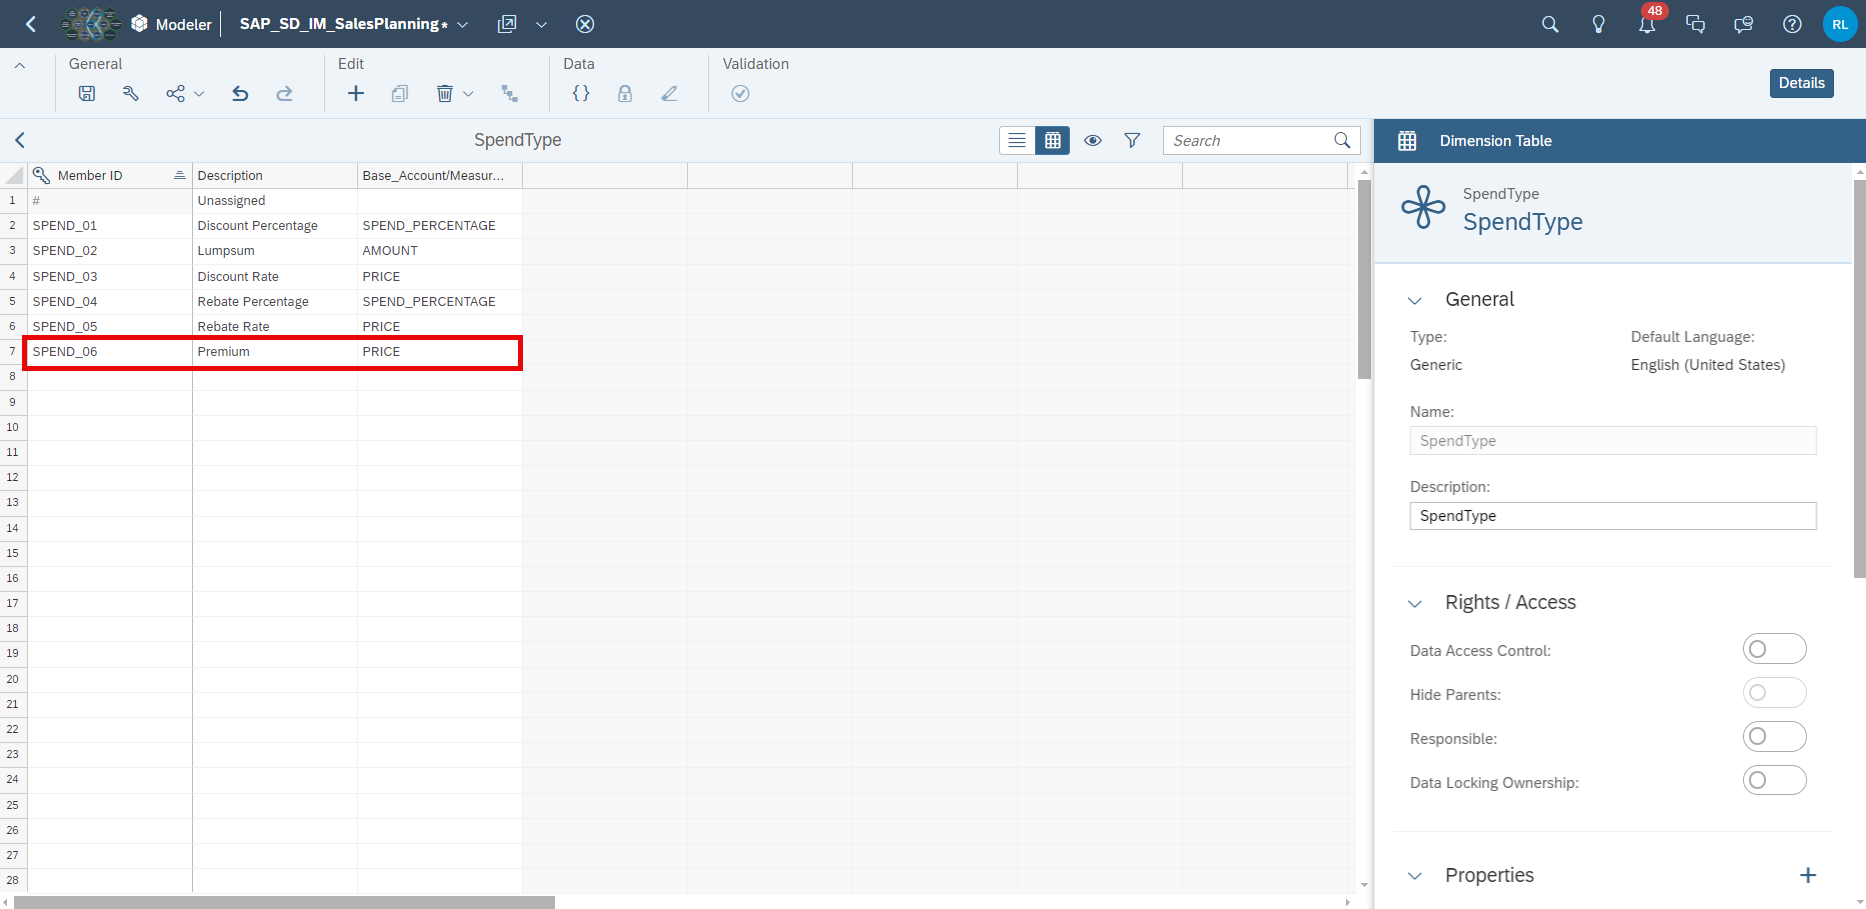 Modeler SAP_SD_IM_SalesPlanning* 48 RL
General Edit Data Validation
Details
SpendType Search Dimension Table
Member ID Description Base_Account/Measur...
1 # Unassigned
2 SPEND_01 Discount Percentage SPEND_PERCENTAGE
3 SPEND_02 Lumpsum AMOUNT
4 SPEND_03 Discount Rate PRICE
5 SPEND_04 Rebate Percentage SPEND_PERCENTAGE
6 SPEND_05 Rebate Rate PRICE
7 SPEND_06 Premium PRICE
8
9
10
11
12
13
14
15
16
17
18
19
20
21
22
23
24
25
26
27
28
SpendType
SpendType
General
Type: Default Language:
Generic English (United States)
Name:
SpendType
Description:
SpendType
Rights / Access
Data Access Control:
Hide Parents:
Responsible:
Data Locking Ownership:
Properties